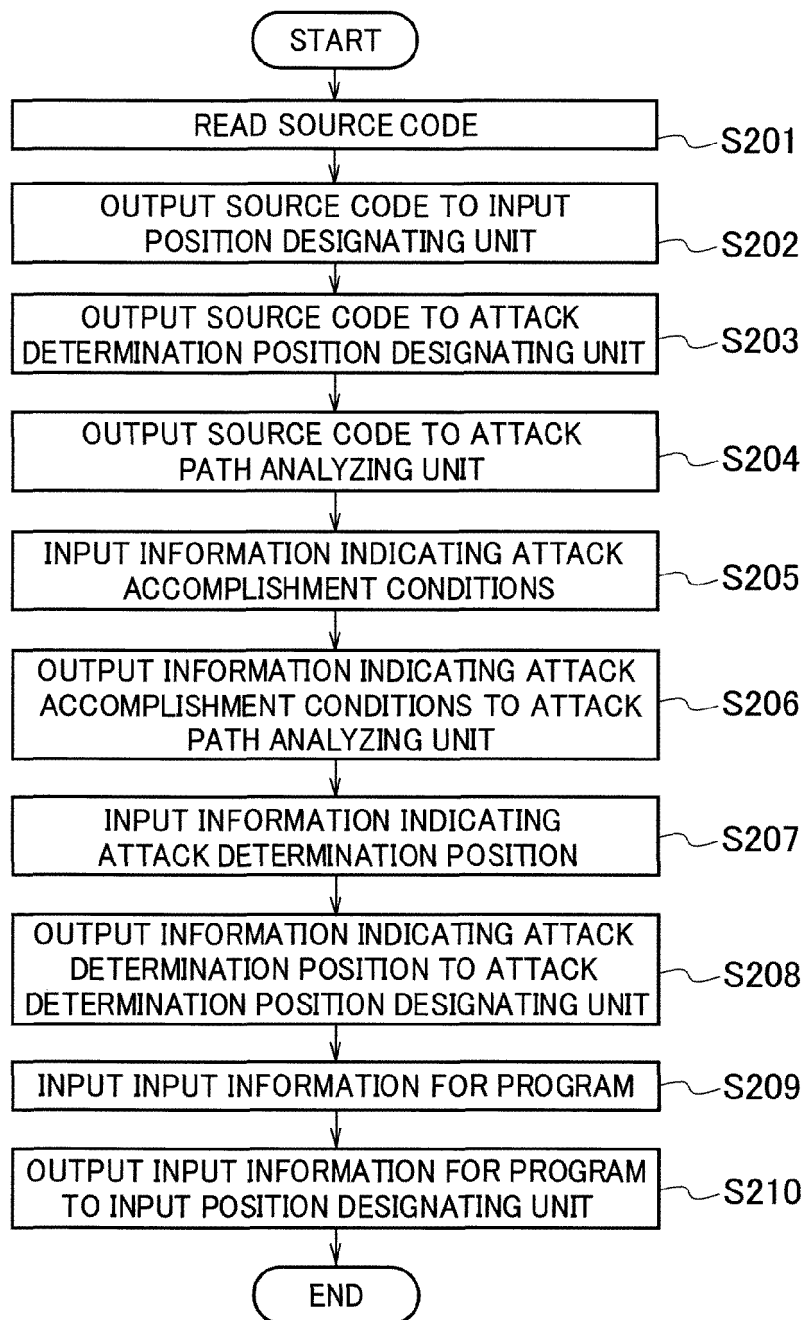 START
READ SOURCE CODE
S201
OUTPUT SOURCE CODE TO INPUT
POSITION DESIGNATING UNIT
S202
OUTPUT SOURCE CODE TO ATTACK
DETERMINATION POSITION DESIGNATING UNIT
S203
OUTPUT SOURCE CODE TO ATTACK
PATH ANALYZING UNIT
S204
INPUT INFORMATION INDICATING ATTACK
ACCOMPLISHMENT CONDITIONS
S205
OUTPUT INFORMATION INDICATING ATTACK
ACCOMPLISHMENT CONDITIONS TO ATTACK
PATH ANALYZING UNIT
S206
INPUT INFORMATION INDICATING
ATTACK DETERMINATION POSITION
S207
OUTPUT INFORMATION INDICATING ATTACK
DETERMINATION POSITION TO ATTACK
DETERMINATION POSITION DESIGNATING UNIT
S208
INPUT INPUT INFORMATION FOR PROGRAM
S209
OUTPUT INPUT INFORMATION FOR PROGRAM
TO INPUT POSITION DESIGNATING UNIT
S210
END